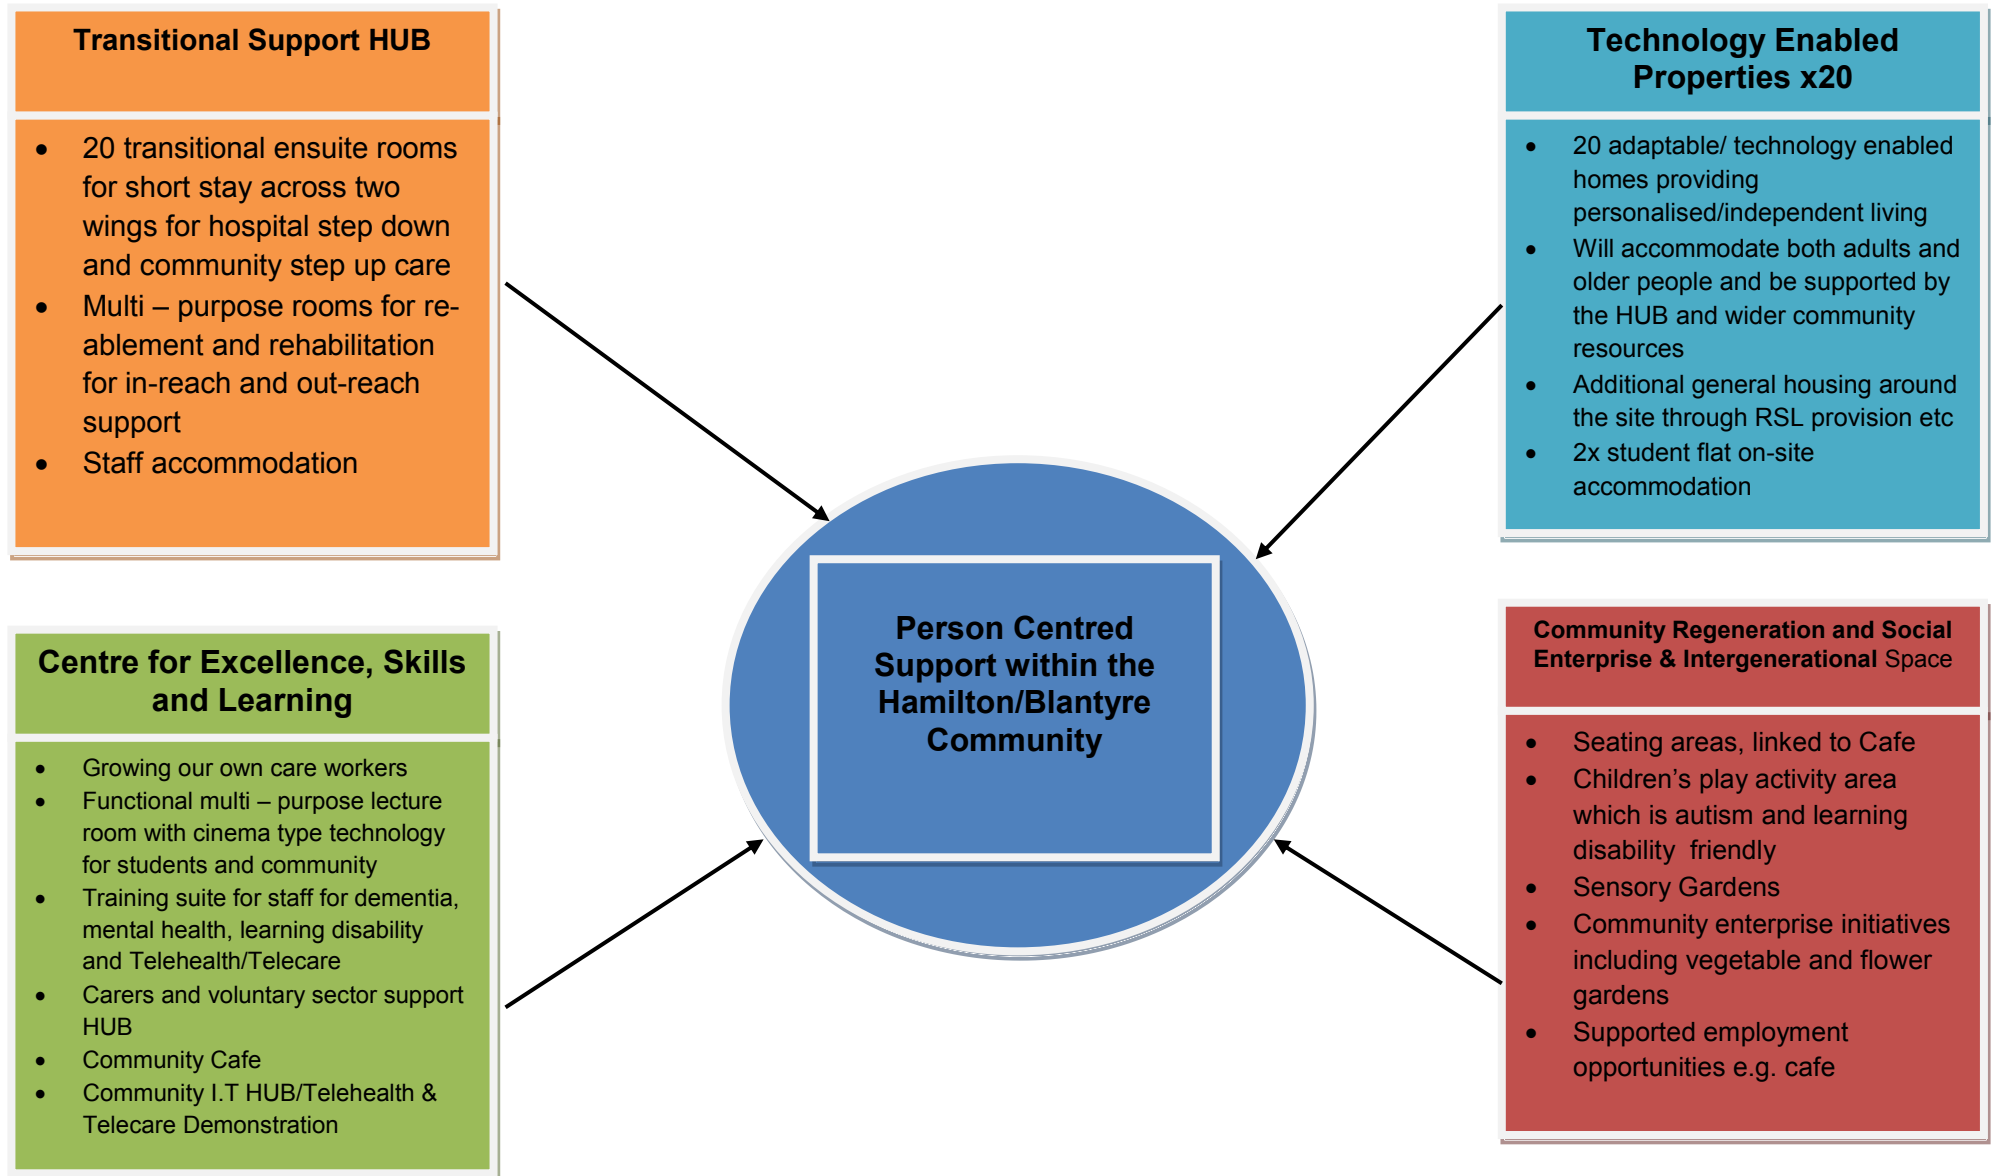 Transitional Support HUB
• 20 transitional ensuite rooms
for short stay across two
wings for hospital step down
and community step up care
• Multi – purpose rooms for re-
ablement and rehabilitation
for in-reach and out-reach
support
• Staff accommodation
Technology Enabled
Properties x20
• 20 adaptable/ technology enabled
homes providing
personalised/independent living
• Will accommodate both adults and
older people and be supported by
the HUB and wider community
resources
• Additional general housing around
the site through RSL provision etc
• 2x student flat on-site
accommodation
Person Centred
Support within the
Hamilton/Blantyre
Community
Centre for Excellence, Skills
and Learning
• Growing our own care workers
• Functional multi – purpose lecture
room with cinema type technology
for students and community
• Training suite for staff for dementia,
mental health, learning disability
and Telehealth/Telecare
• Carers and voluntary sector support
HUB
• Community Cafe
• Community I.T HUB/Telehealth &
Telecare Demonstration
Community Regeneration and Social
Enterprise & Intergenerational Space
• Seating areas, linked to Cafe
• Children’s play activity area
which is autism and learning
disability  friendly
• Sensory Gardens
• Community enterprise initiatives
including vegetable and flower
gardens
• Supported employment
opportunities e.g. cafe